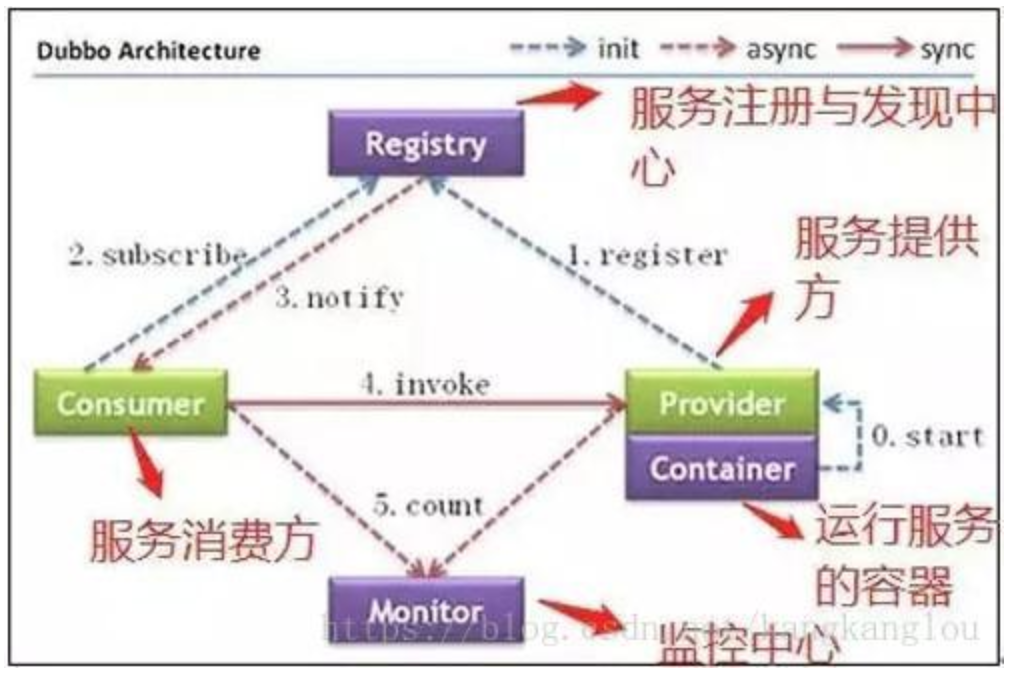 Dubbo Architecture
init
async
sync
服务注册与发现中
心
Registry
2. subscribe
1. register
服务提供
方
3. notify
Consumer
4. invoke
Provider
0. start
Container
5. count
服务消费方
运行服务
的容器
Monitor
https://blog.csdn.net/kangkanglou
监控中心